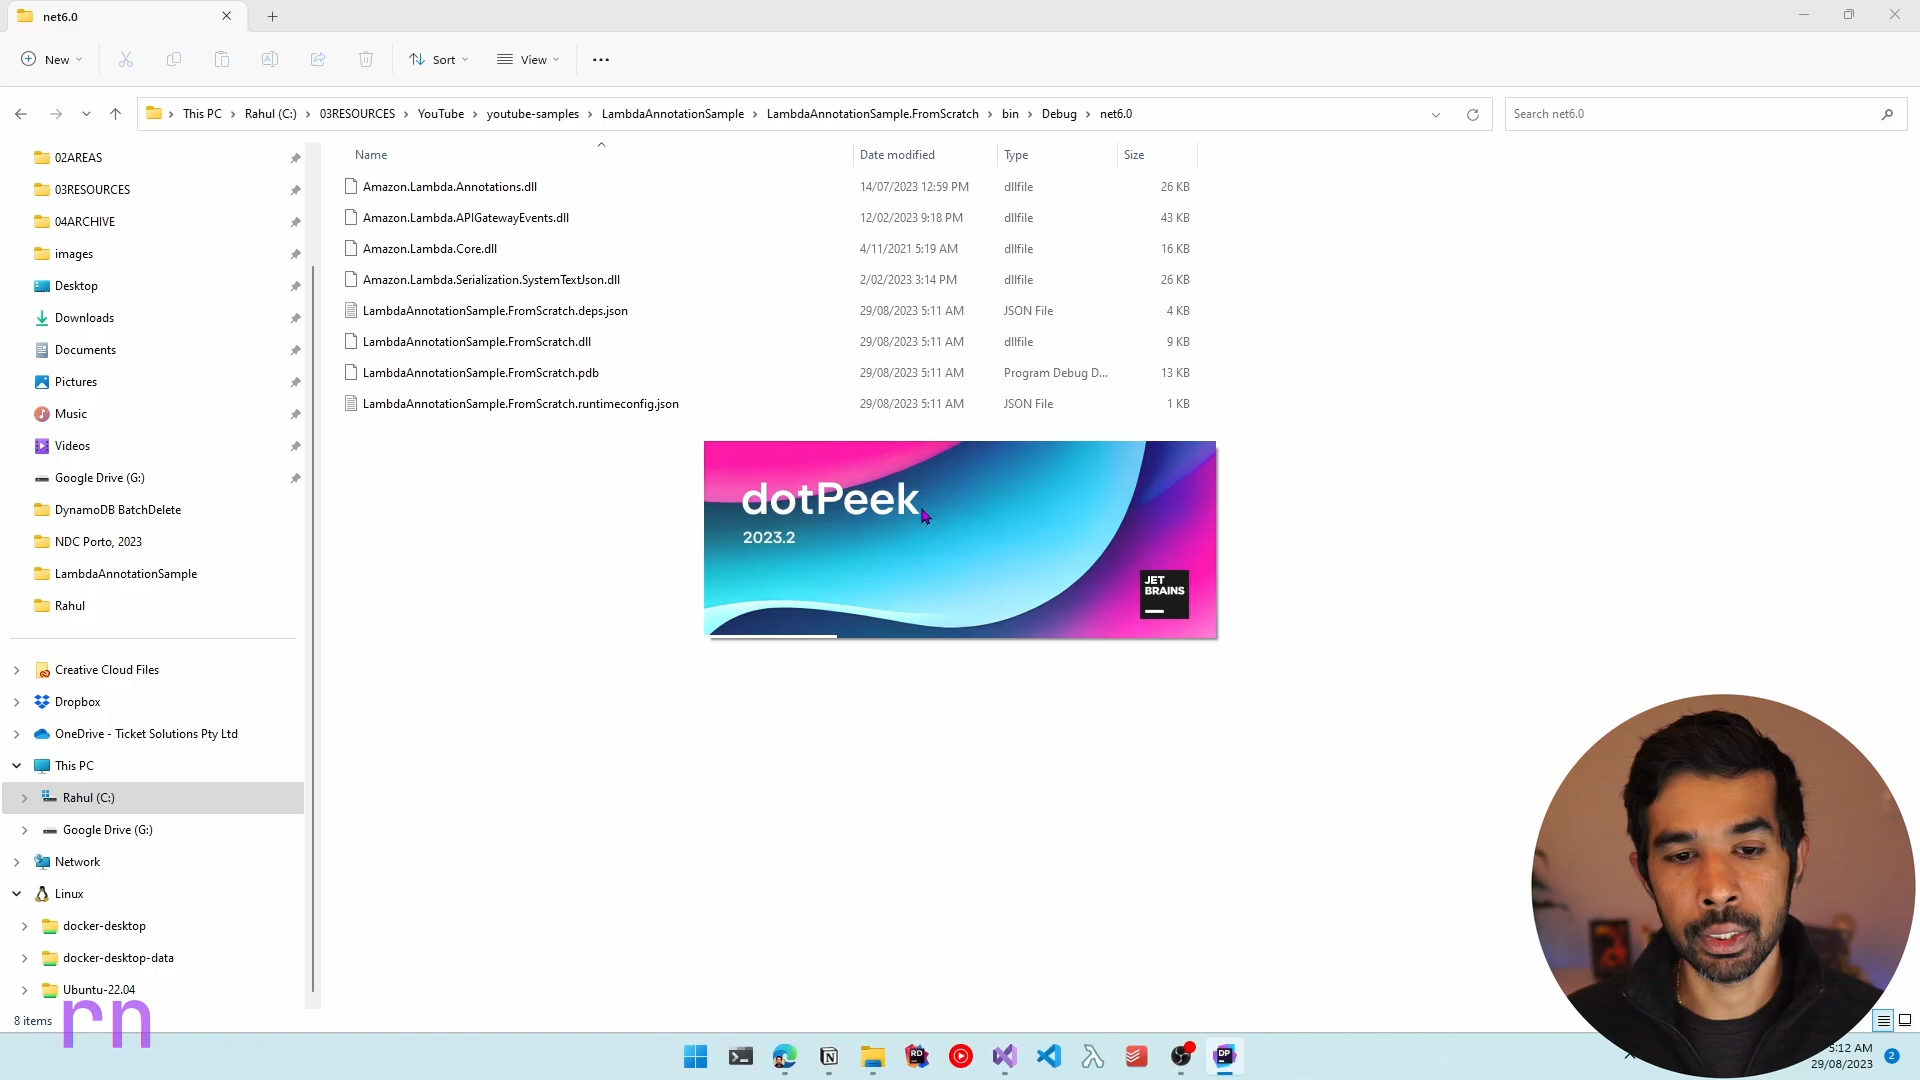 net6.0
New
Sort
View
This PC
Rahul (C:)
03RESOURCES
YouTube
youtube-samples
LambdaAnnotationSample
LambdaAnnotationSample.FromScratch
bin
Debug
net6.0
Search net6.0
02AREAS
03RESOURCES
04ARCHIVE
images
Desktop
Downloads
Documents
Pictures
Music
Videos
Google Drive (G:)
DynamoDB BatchDelete
NDC Porto, 2023
LambdaAnnotationSample
Rahul
Creative Cloud Files
Dropbox
OneDrive - Ticket Solutions Pty Ltd
This PC
Rahul (C:)
Google Drive (G:)
Network
Linux
docker-desktop
docker-desktop-data
Ubuntu-22.04
8 items
rn
Name Date modified Type Size
Amazon.Lambda.Annotations.dll 14/07/2023 12:59 PM dllfile 26 KB
Amazon.Lambda.APIGatewayEvents.dll 12/02/2023 9:18 PM dllfile 43 KB
Amazon.Lambda.Core.dll 4/11/2021 5:19 AM dllfile 16 KB
Amazon.Lambda.Serialization.SystemTextJson.dll 2/02/2023 3:14 PM dllfile 26 KB
LambdaAnnotationSample.FromScratch.deps.json 29/08/2023 5:11 AM JSON File 4 KB
LambdaAnnotationSample.FromScratch.dll 29/08/2023 5:11 AM dllfile 9 KB
LambdaAnnotationSample.FromScratch.pdb 29/08/2023 5:11 AM Program Debug D... 13 KB
LambdaAnnotationSample.FromScratch.runtimeconfig.json 29/08/2023 5:11 AM JSON File 1 KB
dotPeek
2023.2
JET
BRAINS
RD
DP
5:12 AM
29/08/2023
2